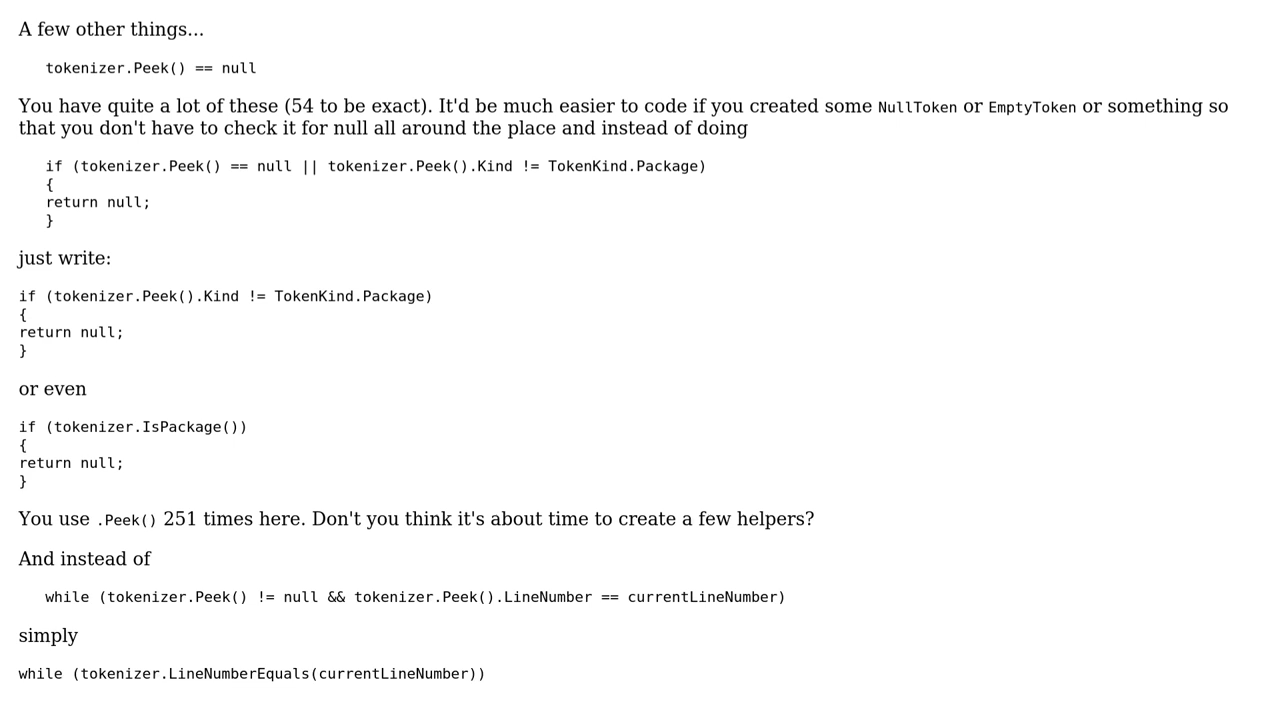 A few other things...
tokenizer.Peek() == null
You have quite a lot of these (54 to be exact). It'd be much easier to code if you created some NullToken or EmptyToken or something so
that you don't have to check it for null all around the place and instead of doing
if (tokenizer.Peek() == null || tokenizer.Peek().Kind != TokenKind.Package)
{
return null;
}
just write:
if (tokenizer.Peek().Kind != TokenKind.Package)
{
return null;
}
or even
if (tokenizer.IsPackage())
{
return null;
}
You use .Peek() 251 times here. Don't you think it's about time to create a few helpers?
And instead of
while (tokenizer.Peek() != null && tokenizer.Peek().LineNumber == currentLineNumber)
simply
while (tokenizer.LineNumberEquals(currentLineNumber))